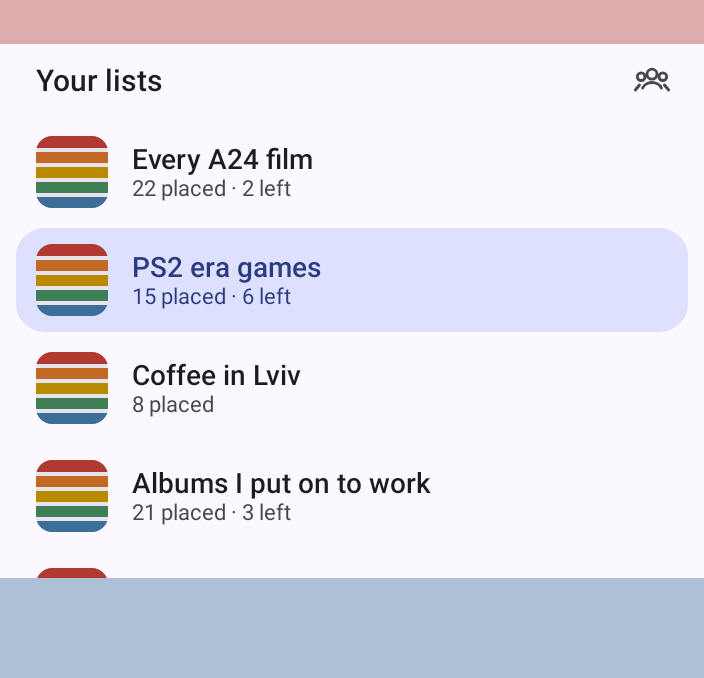 Your lists
Every A24 film
22 placed · 2 left
PS2 era games
15 placed · 6 left
Coffee in Lviv
8 placed
Albums I put on to work
21 placed · 3 left